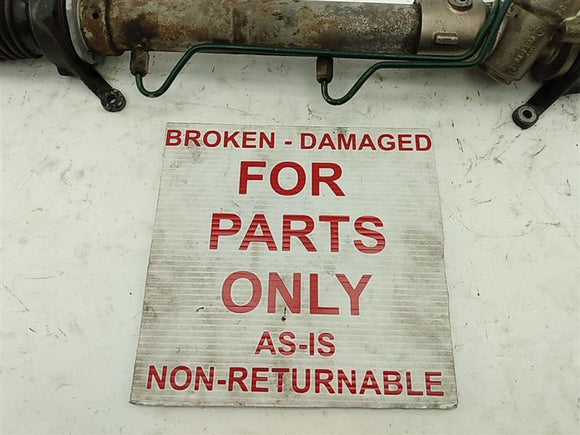 BROKEN - DAMAGED
FOR
PARTS
ONLY
AS-IS
NON-RETURNABLE